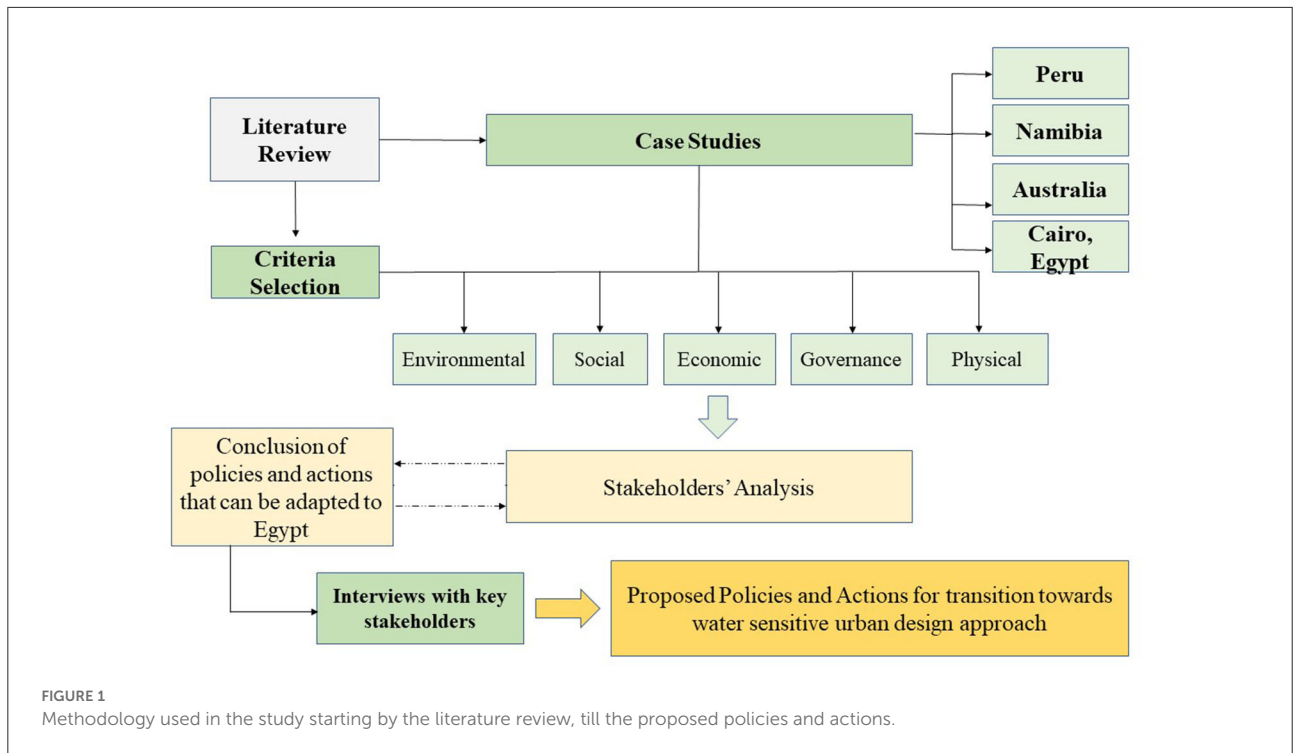 Literature
Review
Case Studies
Peru
Namibia
Australia
Cairo,
Egypt
Criteria
Selection
Environmental
Social
Economic
Governance
Physical
Conclusion of
policies and actions
that can be adapted to
Egypt
Stakeholders’ Analysis
Interviews with key
stakeholders
Proposed Policies and Actions for transition towards
water sensitive urban design approach
FIGURE 1
Methodology used in the study starting by the literature review, till the proposed policies and actions.